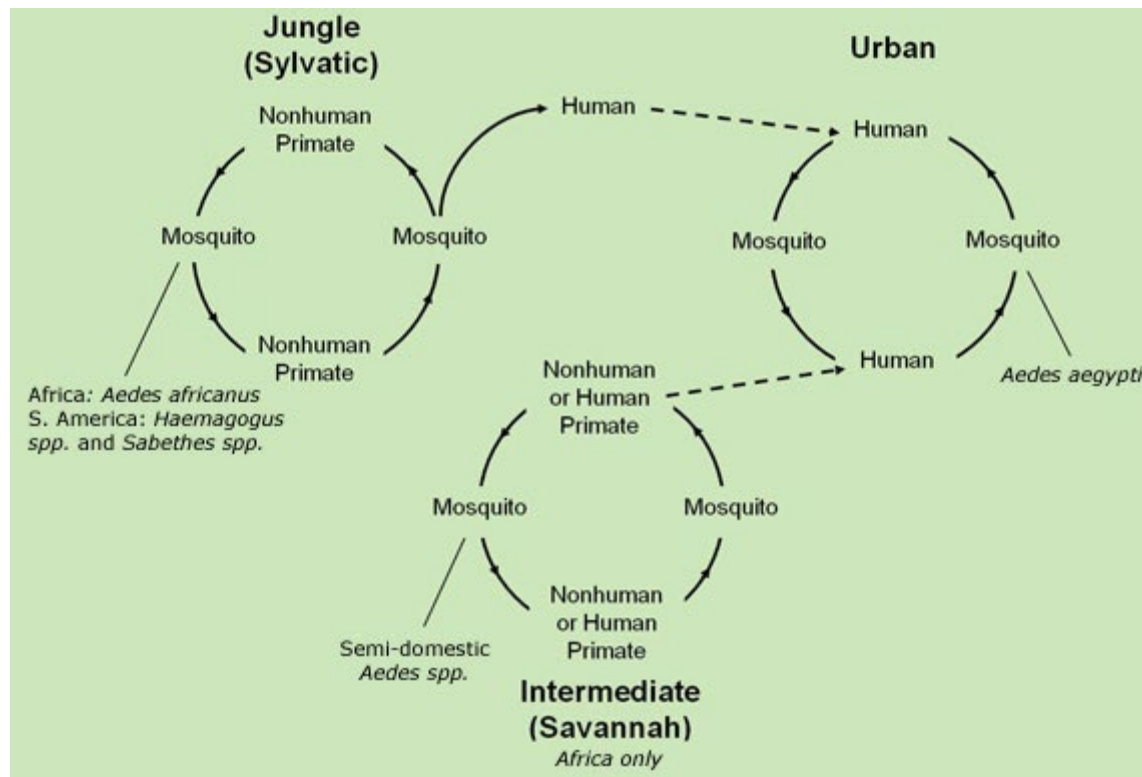 Jungle
(Sylvatic)
Urban
Human
Nonhuman
Primate
Human
Mosquito
Mosquito
Mosquito
Mosquito
Nonhuman
Primate
Human
Africa: Aedes africanus
S. America: Haemagogus
spp. and Sabethes spp.
Aedes aegypti
Nonhuman
or Human
Primate
Mosquito
Mosquito
Nonhuman
or Human
Primate
Semi-domestic
Aedes spp.
Intermediate
(Savannah)
Africa only